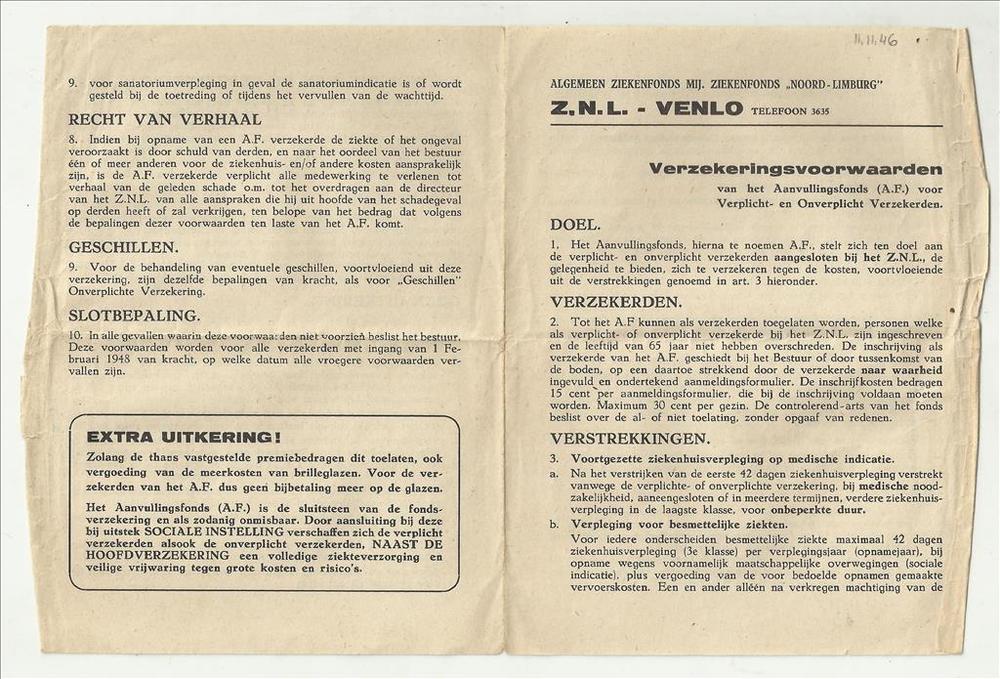 9. voor sanatoriumverpleging in geval de sanatoriumindicatie is of wordt
gesteld bij de toetreding of tijdens het vervullen van de wachttijd.
RECHT VAN VERHAAL
8. Indien bij opname van een A.F. verzekerde de ziekte of het ongeval
veroorzaakt is door schuld van derden, en naar het oordeel van het bestuur
één of meer anderen voor de ziekenhuis- en/of andere kosten aansprakelijk
zijn, is de A.F. verzekerde verplicht alle medewerking te verlenen tot
verhaal van de geleden schade o.m. tot het overdragen aan de directeur
van het Z.N.L. van alle aanspraken die hij uit hoofde van het schadegeval
op derden heeft of zal verkrijgen, ten belope van het bedrag dat volgens
de bepalingen dezer voorwaarden ten laste van het A.F. komt.
GESCHILLEN.
9. Voor de behandeling van eventuele geschillen, voortvloeiend uit deze
verzekering, zijn dezelfde bepalingen van kracht, als voor „Geschillen"
Onverplichte Verzekering.
SLOTBEPALING.
10. In alle gevallen waarin deze voorwaarden niet voorzien beslist het bestuur.
Deze voorwaarden worden voor alle verzekerden met ingang van 1 Fe-
bruari 1948 van kracht, op welke datum alle vroegere voorwaarden ver-
vallen zijn.
EXTRA UITKERING!
Zolang de thans vastgestelde premiebedragen dit toelaten, ook
vergoeding van de meerkosten van brilleglazen. Voor de ver-
zekerden van het A.F. dus geen bijbetaling meer op de glazen.
Het Aanvullingsfonds (A.F.) is de sluitsteen van de fonds-
verzekering en als zodanig onmisbaar. Door aansluiting bij deze
bij uitstek SOCIALE INSTELLING verschaffen zich de verplicht
verzekerden alsook de onverplicht verzekerden, NAAST DE
HOOFDVERZEKERING een volledige ziekteverzorging en
veilige vrijwaring tegen grote kosten en risico's.
11.11.46
ALGEMEEN ZIEKENFONDS MIJ. ZIEKENFONDS „NOORD-LIMBURG"
Z.N.L. - VENLO TELEFOON 3635
Verzekeringsvoorwaarden
van het Aanvullingsfonds (A.F.) voor
Verplicht- en Onverplicht Verzekerden.
DOEL.
1. Het Aanvullingsfonds, hierna te noemen A.F., stelt zich ten doel aan
de verplicht- en onverplicht verzekerden aangesloten bij het Z.N.L., de
gelegenheid te bieden, zich te verzekeren tegen de kosten, voortvloeiende
uit de verstrekkingen genoemd in art. 3 hieronder.
VERZEKERDEN.
2. Tot het A.F kunnen als verzekerden toegelaten worden, personen welke
als verplicht- of onverplicht verzekerde bij het Z.N.L. zijn ingeschreven
en de leeftijd van 65 jaar niet hebben overschreden. De inschrijving als
verzekerde van het A.F. geschiedt bij het Bestuur of door tussenkomst van
de boden, op een daartoe strekkend door de verzekerde naar waarheid
ingevuld en ondertekend aanmeldingsformulier. De inschrijfkosten bedragen
15 cent per aanmeldingsformulier, die bij de inschrijving voldaan moeten
worden. Maximum 30 cent per gezin. De controlerend-arts van het fonds
beslist over de al- of niet toelating, zonder opgaaf van redenen.
VERSTREKKINGEN.
3. Voortgezette ziekenhuisverpleging op medische indicatie.
a. Na het verstrijken van de eerste 42 dagen ziekenhuisverpleging verstrekt
vanwege de verplichte- of onverplichte verzekering, bij medische nood-
zakelijkheid, aaneengesloten of in meerdere termijnen, verdere ziekenhuis-
verpleging in de laagste klasse, voor onbeperkte duur.
b. Verpleging voor besmettelijke ziekten.
Voor iedere onderscheiden besmettelijke ziekte maximaal 42 dagen
ziekenhuisverpleging (3e klasse) per verplegingsjaar (opnamejaar), bij
opname wegens voornamelijk maatschappelijke overwegingen (sociale
indicatie), plus vergoeding van de voor bedoelde opnamen gemaakte
vervoerskosten. Een en ander alléén na verkregen machtiging van de